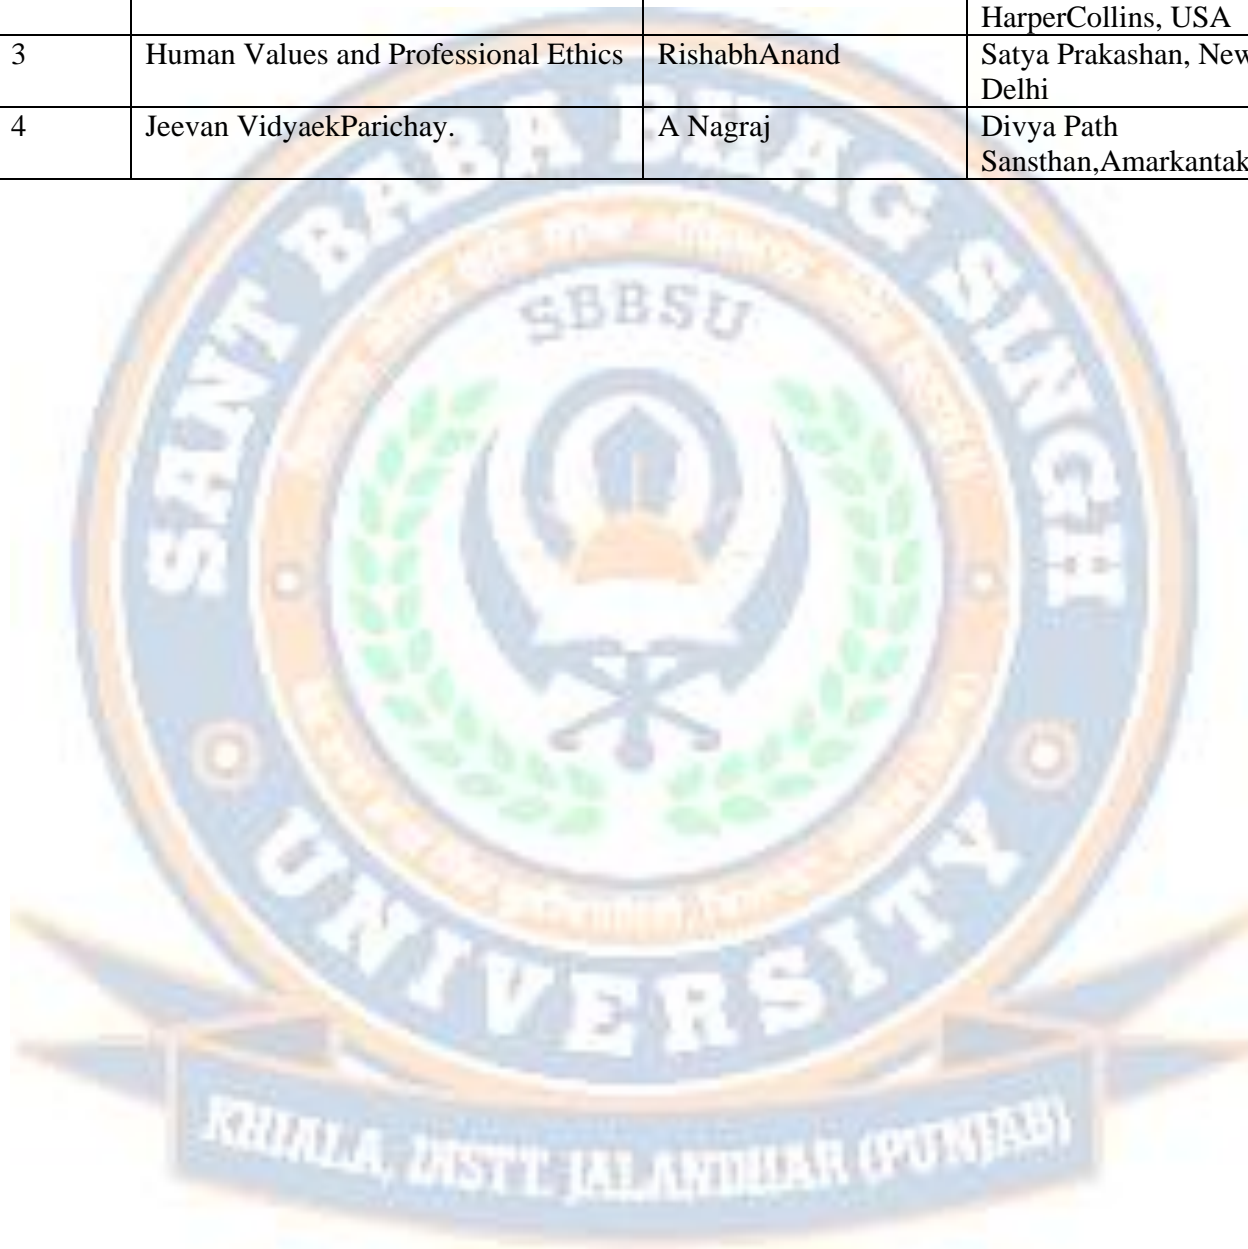 HarperCollins, USA
3 Human Values and Professional Ethics RishabhAnand Satya Prakashan, New
Delhi
4 Jeevan VidyaekParichay. A Nagraj Divya Path
Sansthan,Amarkantak
SANT BABA BHAG SINGH
SBBSU
UNIVERSITY
KHIALA, DISTT. JALANDHAR (PUNJAB)